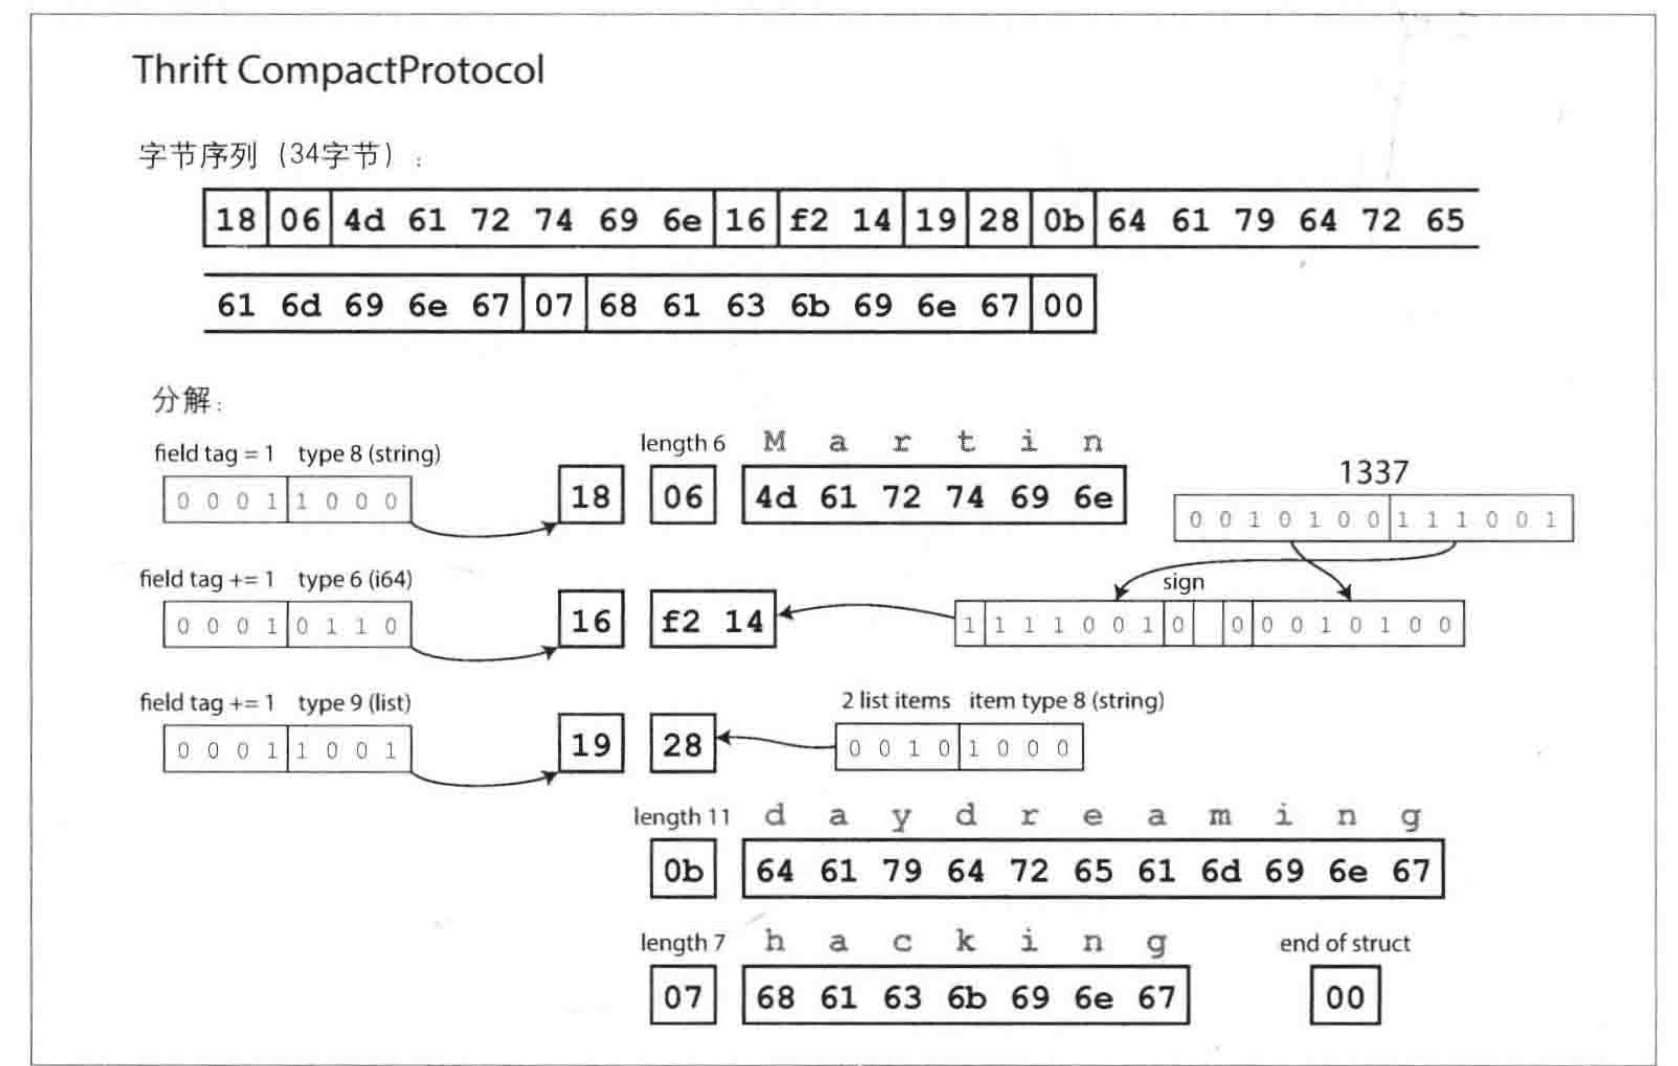 Thrift CompactProtocol
字节序列（34字节）：
18 06 4d 61 72 74 69 6e 16 f2 14 19 28 0b 64 61 79 64 72 65
61 6d 69 6e 67 07 68 61 63 6b 69 6e 67 00
分解：
length 6 M a r t i n
field tag = 1 type 8 (string)
1337
0 0 0 1 1 0 0 0 18 06 4d 61 72 74 69 6e
0 0 1 0 1 0 0 1 1 1 0 0 1
field tag += 1 type 6 (i64)
sign
0 0 0 1 0 1 1 0 16 f2 14 1 1 1 1 0 0 1 0 0 0 0 1 0 1 0 0
field tag += 1 type 9 (list) 2 list items item type 8 (string)
0 0 0 1 1 0 0 1 19 28 0 0 1 0 1 0 0 0
length 11 d a y d r e a m i n g
0b 64 61 79 64 72 65 61 6d 69 6e 67
length 7 h a c k i n g end of struct
07 68 61 63 6b 69 6e 67 00